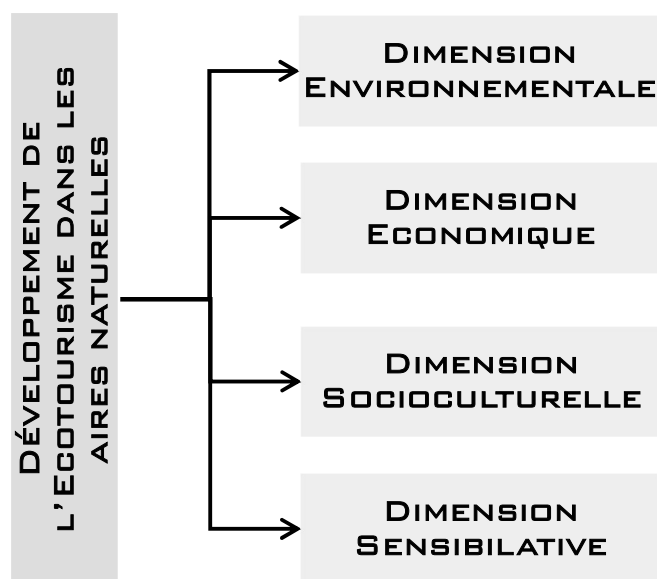 Développement de
l'Ecotourisme dans les
aires naturelles
Dimension
Environnementale
Dimension
Economique
Dimension
Socioculturelle
Dimension
Sensibilative